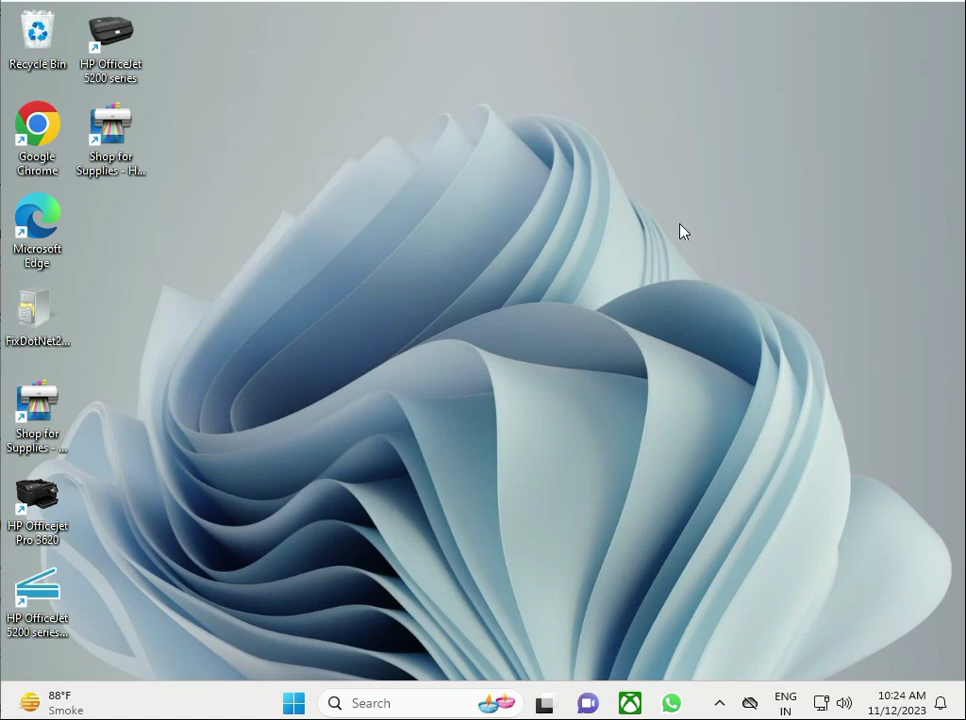 Recycle Bin
HP OfficeJet
5200 series
Google
Chrome
Shop for
Supplies - H...
Microsoft
Edge
FixDotNet2...
Shop for
Supplies - ...
HP Officejet
Pro 3620
HP OfficeJet
5200 series...
88°F
Smoke
Search
ENG
IN
10:24 AM
11/12/2023